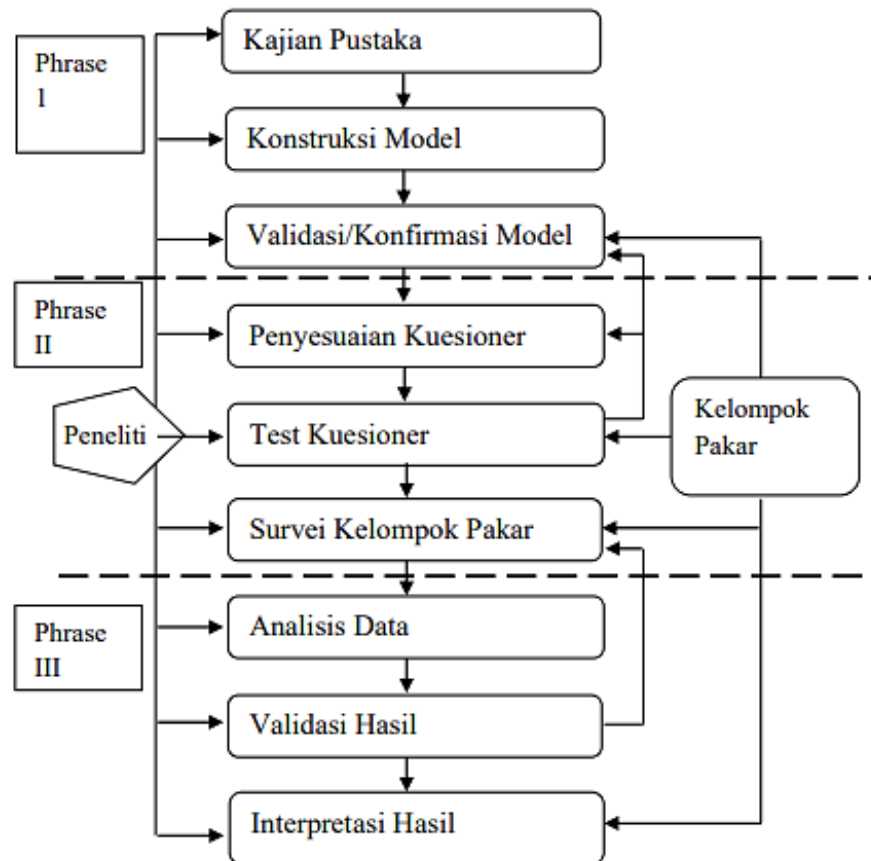 Phrase
1
Kajian Pustaka
Konstruksi Model
Validasi/Konfirmasi Model
Phrase
II
Penyesuaian Kuesioner
Peneliti
Test Kuesioner
Kelompok
Pakar
Survei Kelompok Pakar
Phrase
III
Analisis Data
Validasi Hasil
Interpretasi Hasil